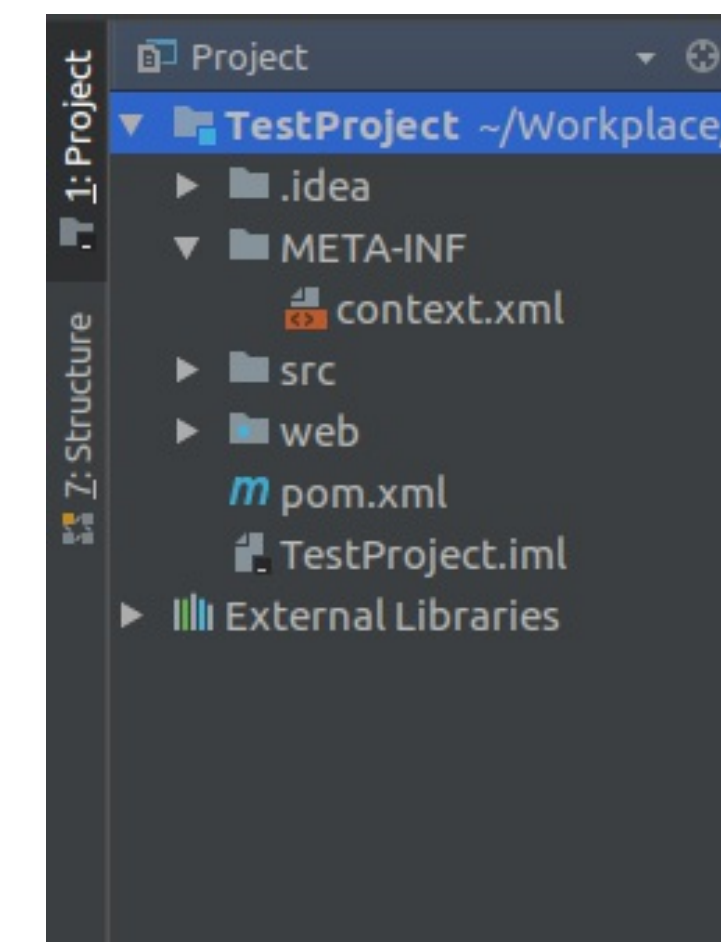 1: Project
7: Structure
Project
TestProject ~/Workplace/
.idea
META-INF
context.xml
src
web
pom.xml
TestProject.iml
External Libraries